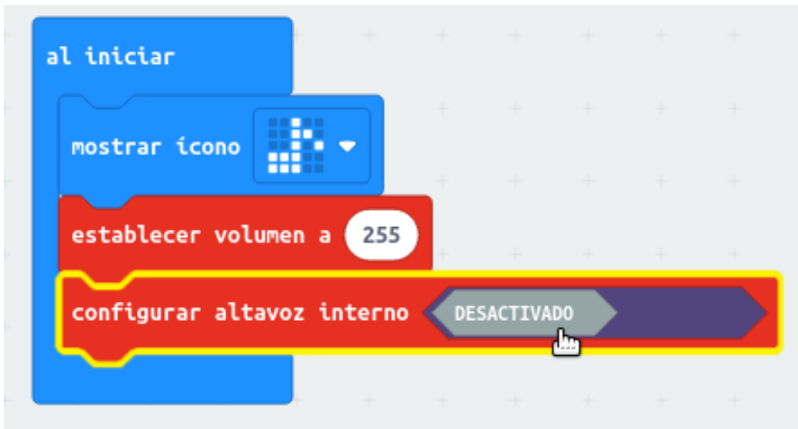 al iniciar
mostrar ícono
establecer volumen a 255
configurar altavoz interno DESACTIVADO